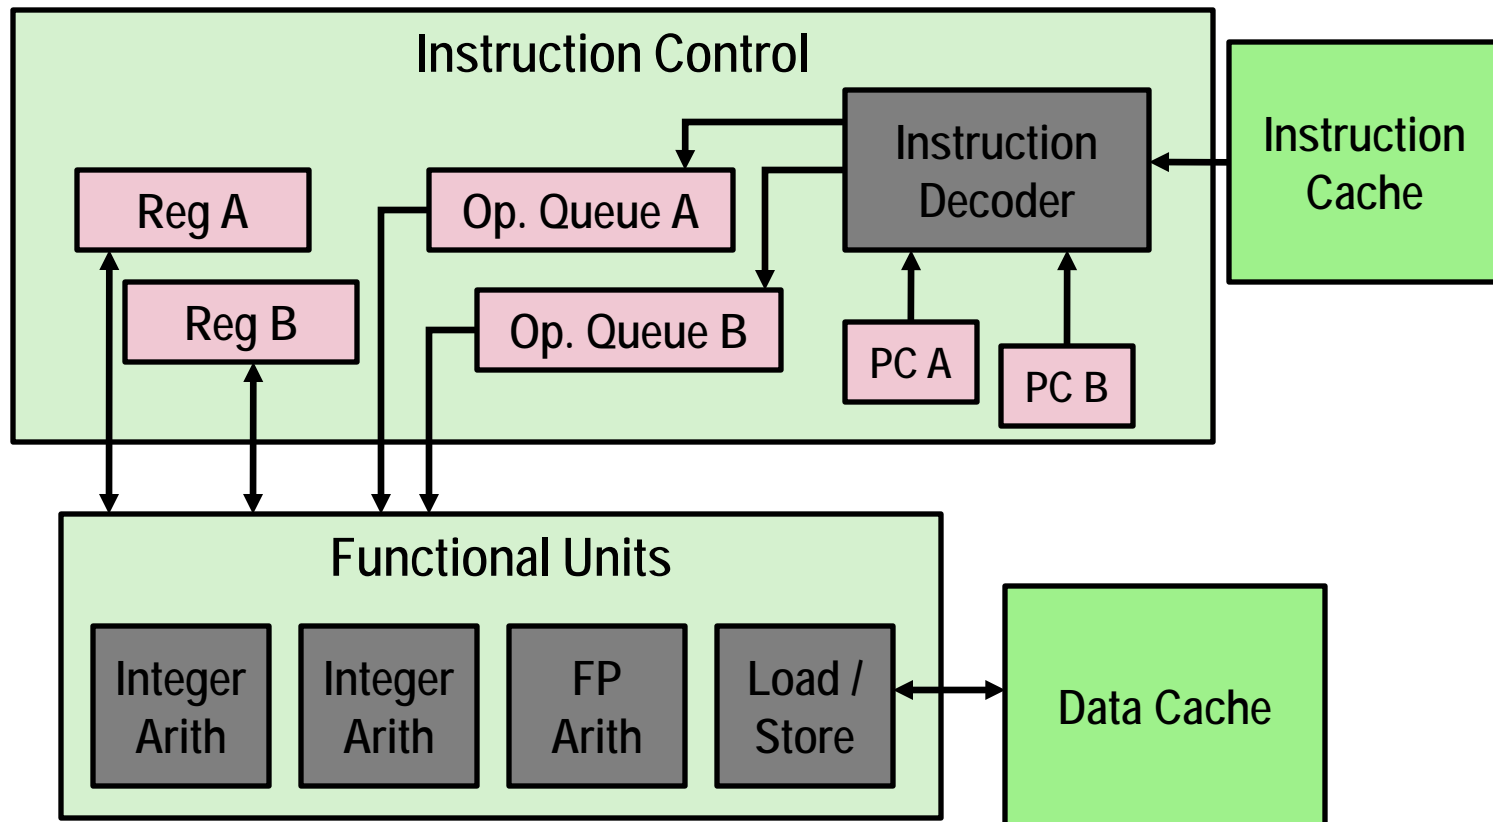 Instruction Control
Instruction
Cache
Instruction
Decoder
Reg A
Op. Queue A
Reg B
Op. Queue B
PC A
PC B
Functional Units
Integer
Arith
Integer
Arith
FP
Arith
Load /
Store
Data Cache